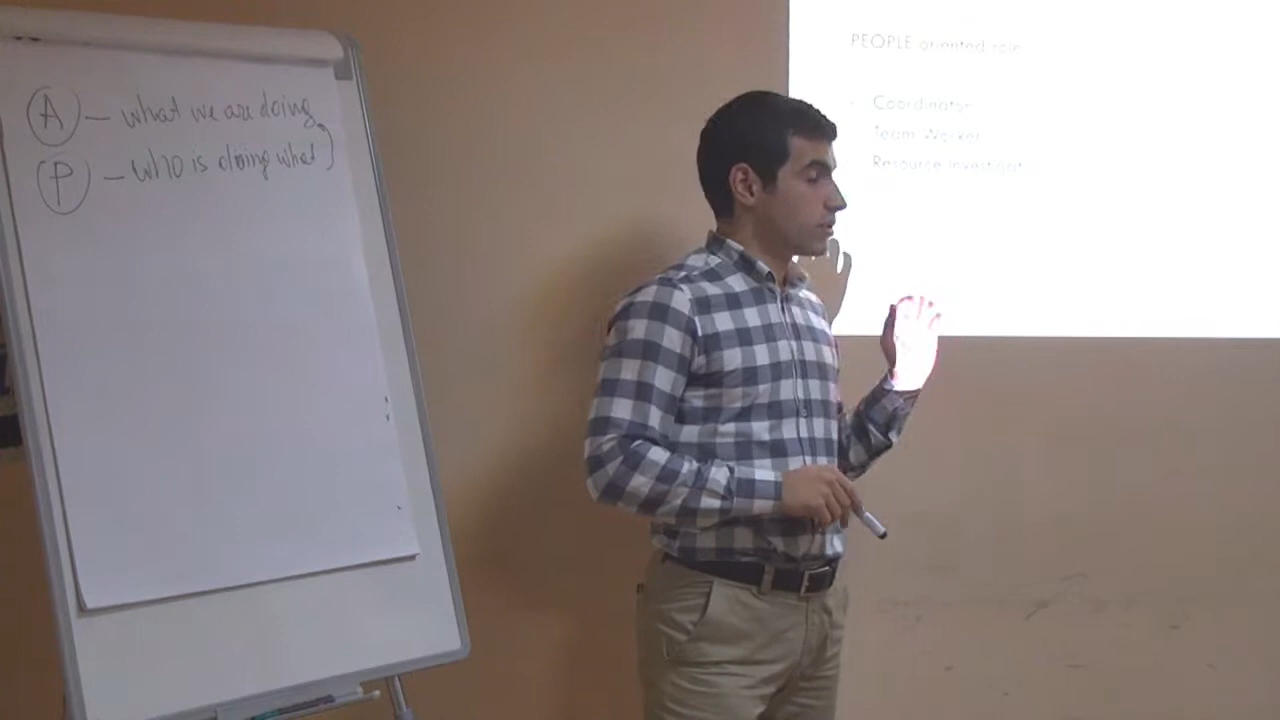 A – what we are doing
P – who is doing what
PEOPLE oriented role
Coordinator
Team Worker
Resource Investigator